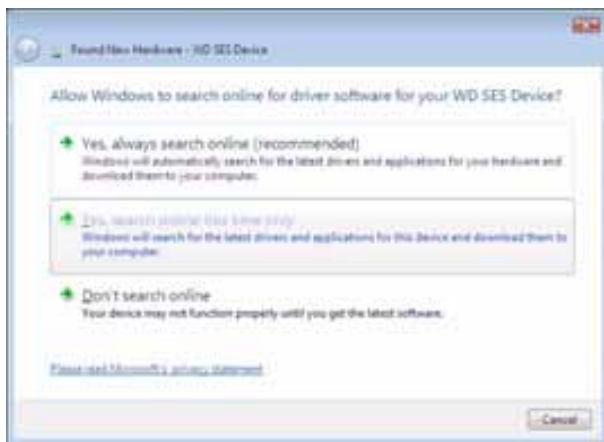 Found New Hardware - WD SES Device
Allow Windows to search online for driver software for your WD SES Device?
Yes, always search online (recommended)
Windows will automatically search for the latest drivers and applications for your hardware and
download them to your computer.
Yes, search online this time only
Windows will search for the latest drivers and applications for this device and download them to
your computer.
Don't search online
Your device may not function properly until you get the latest software.
Please read Microsoft's privacy statement
Cancel